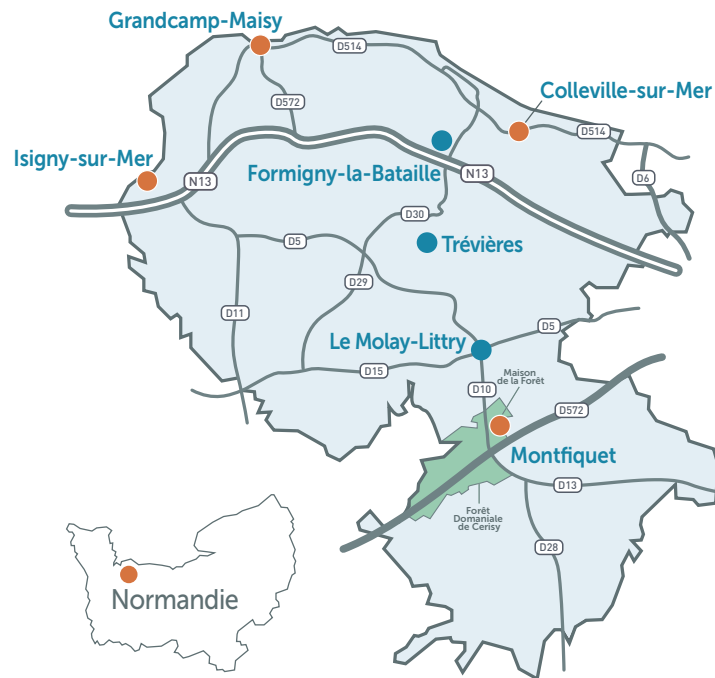 Grandcamp-Maisy
D514
Colleville-sur-Mer
D572
D514
Isigny-sur-Mer
N13
Formigny-la-Bataille
N13
D6
D30
D5
Trévières
D29
D11
Le Molay-Littry
D5
D15
Maison
de la Forêt
D10
D572
Montfiquet
D13
Forêt
Domaniale
de Cerisy
D28
Normandie